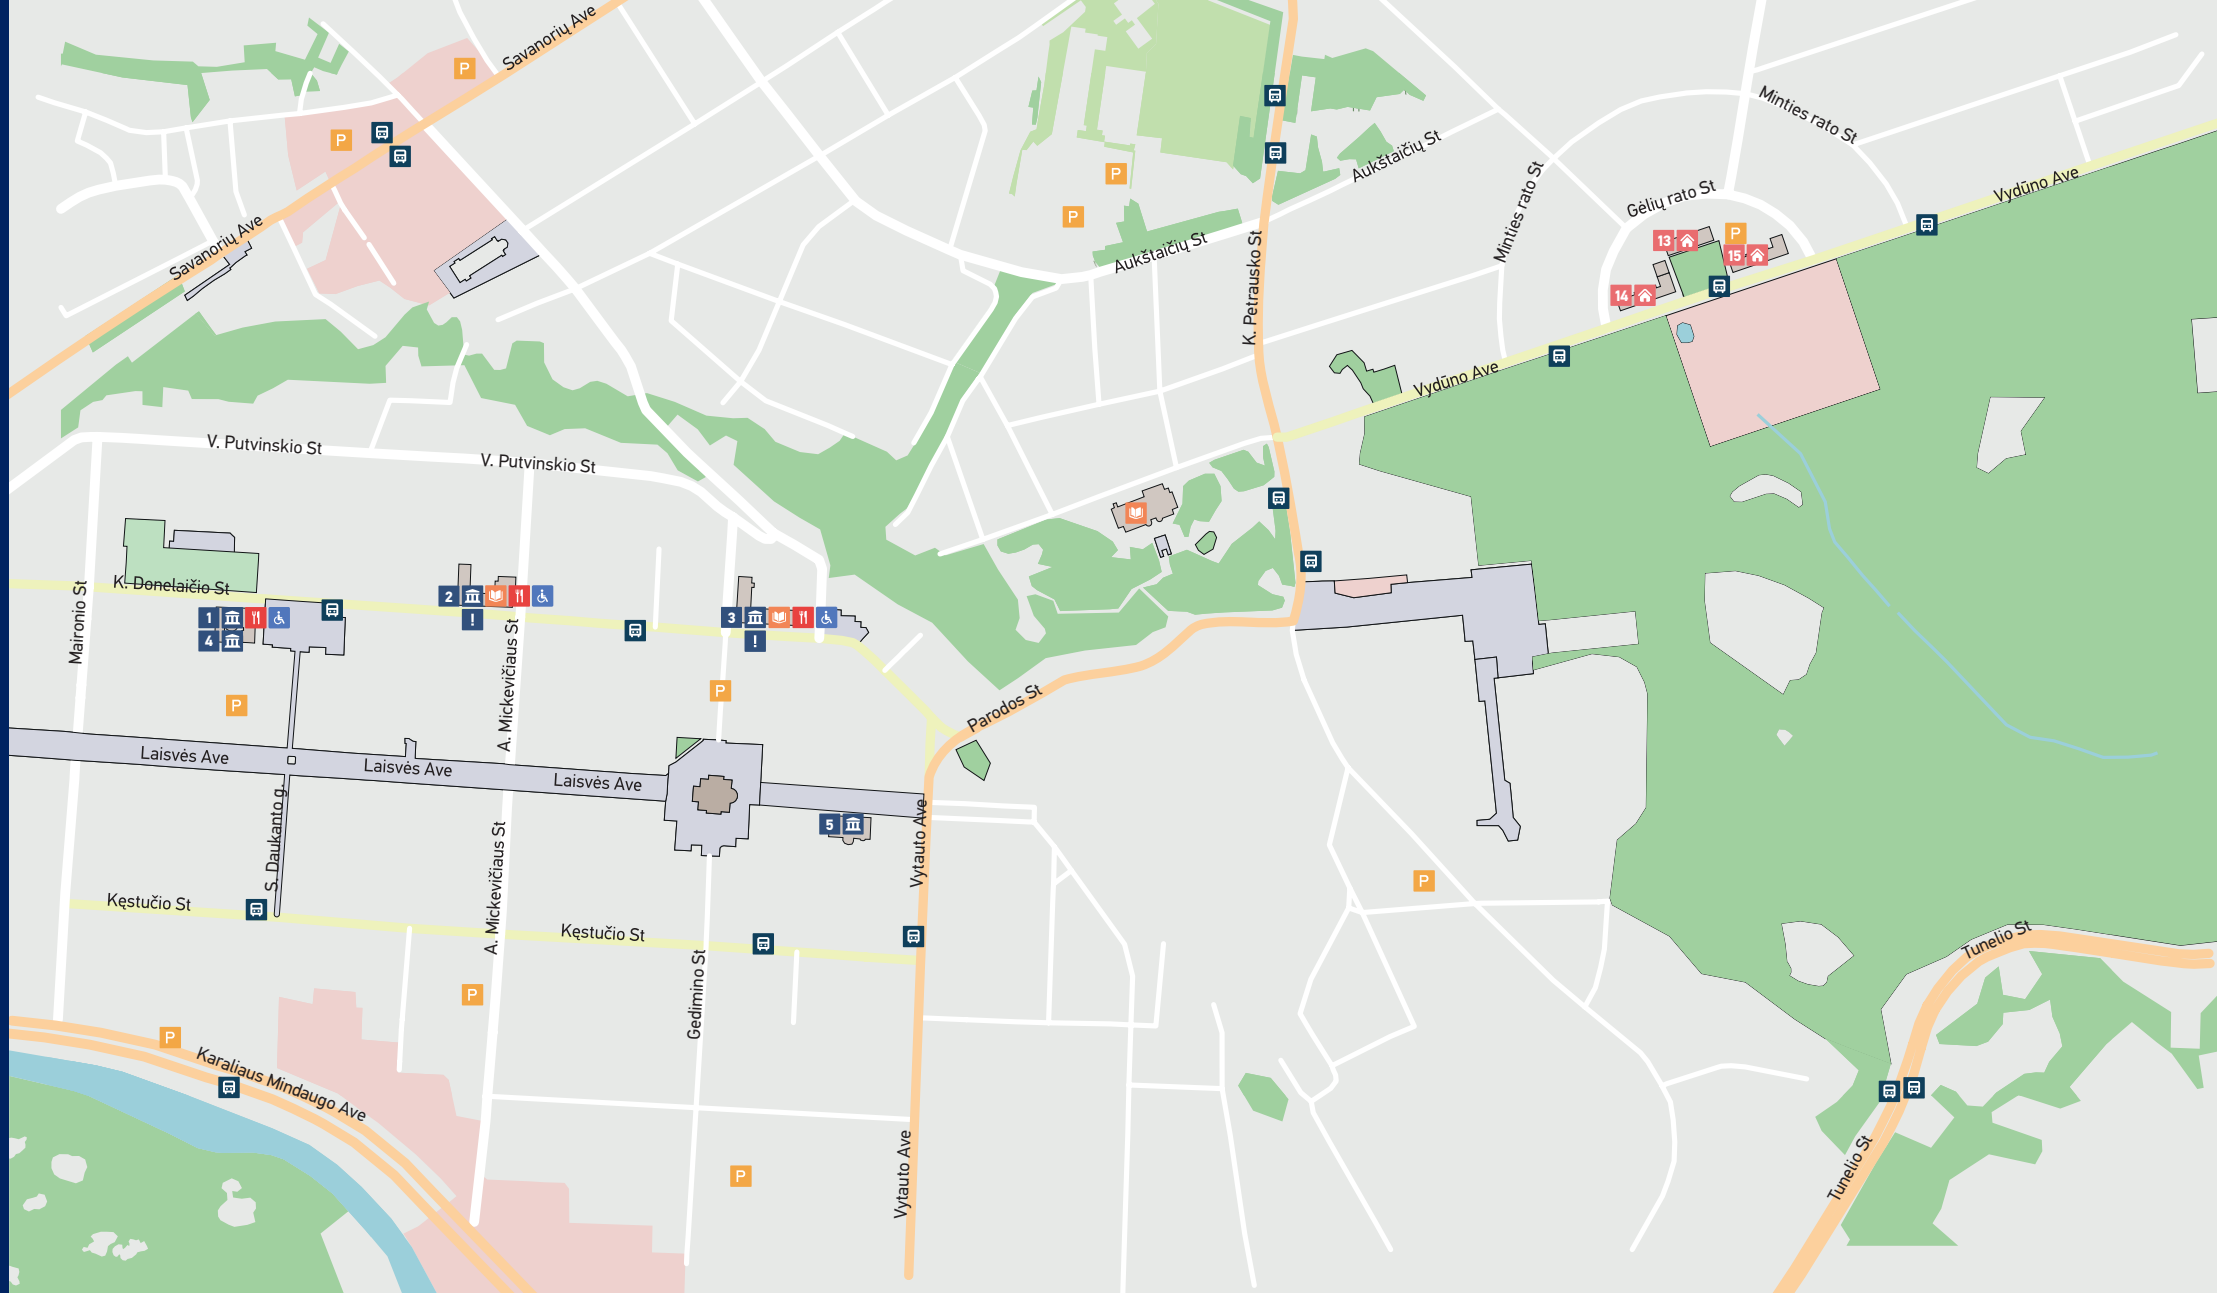 Savanorių Ave
P
P
Minties rato St
P
Aukštaičių St
Minties rato St
Vydūno Ave
Gėlių rato St
P
P
13
15
Savanorių Ave
Aukštaičių St
K. Petrausko St
14
Vydūno Ave
V. Putvinskio St
V. Putvinskio St
K. Donelaičio St
2
!
1
4
3
!
Maironio St
A. Mickevičiaus St
P
P
Parodos St
Laisvės Ave
Laisvės Ave
Laisvės Ave
5
S. Daukanto g.
A. Mickevičiaus St
Vytauto Ave
P
Kęstučio St
Kęstučio St
Tunelio St
P
Gedimino St
P
Karaliaus Mindaugo Ave
P
Vytauto Ave
Tunelio St